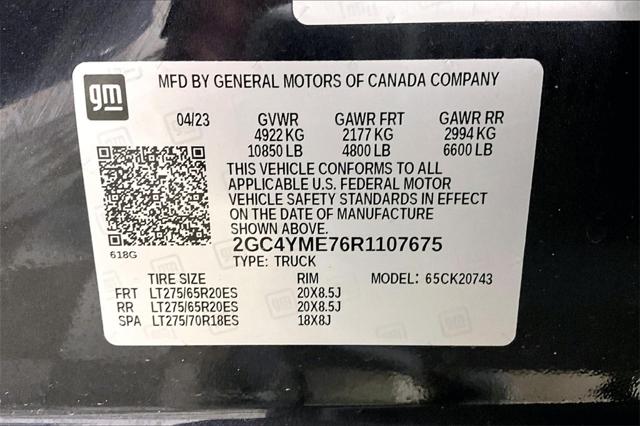 gm
MFD BY GENERAL MOTORS OF CANADA COMPANY
04/23 GVWR GAWR FRT GAWR RR
4922 KG 2177 KG 2994 KG
10850 LB 4800 LB 6600 LB
THIS VEHICLE CONFORMS TO ALL
APPLICABLE U.S. FEDERAL MOTOR
VEHICLE SAFETY STANDARDS IN EFFECT
ON THE DATE OF MANUFACTURE
SHOWN ABOVE.
618G
2GC4YME76R1107675
TYPE: TRUCK
TIRE SIZE RIM MODEL: 65CK20743
FRT LT275/65R20ES 20X8.5J
RR LT275/65R20ES 20X8.5J
SPA LT275/70R18ES 18X8J